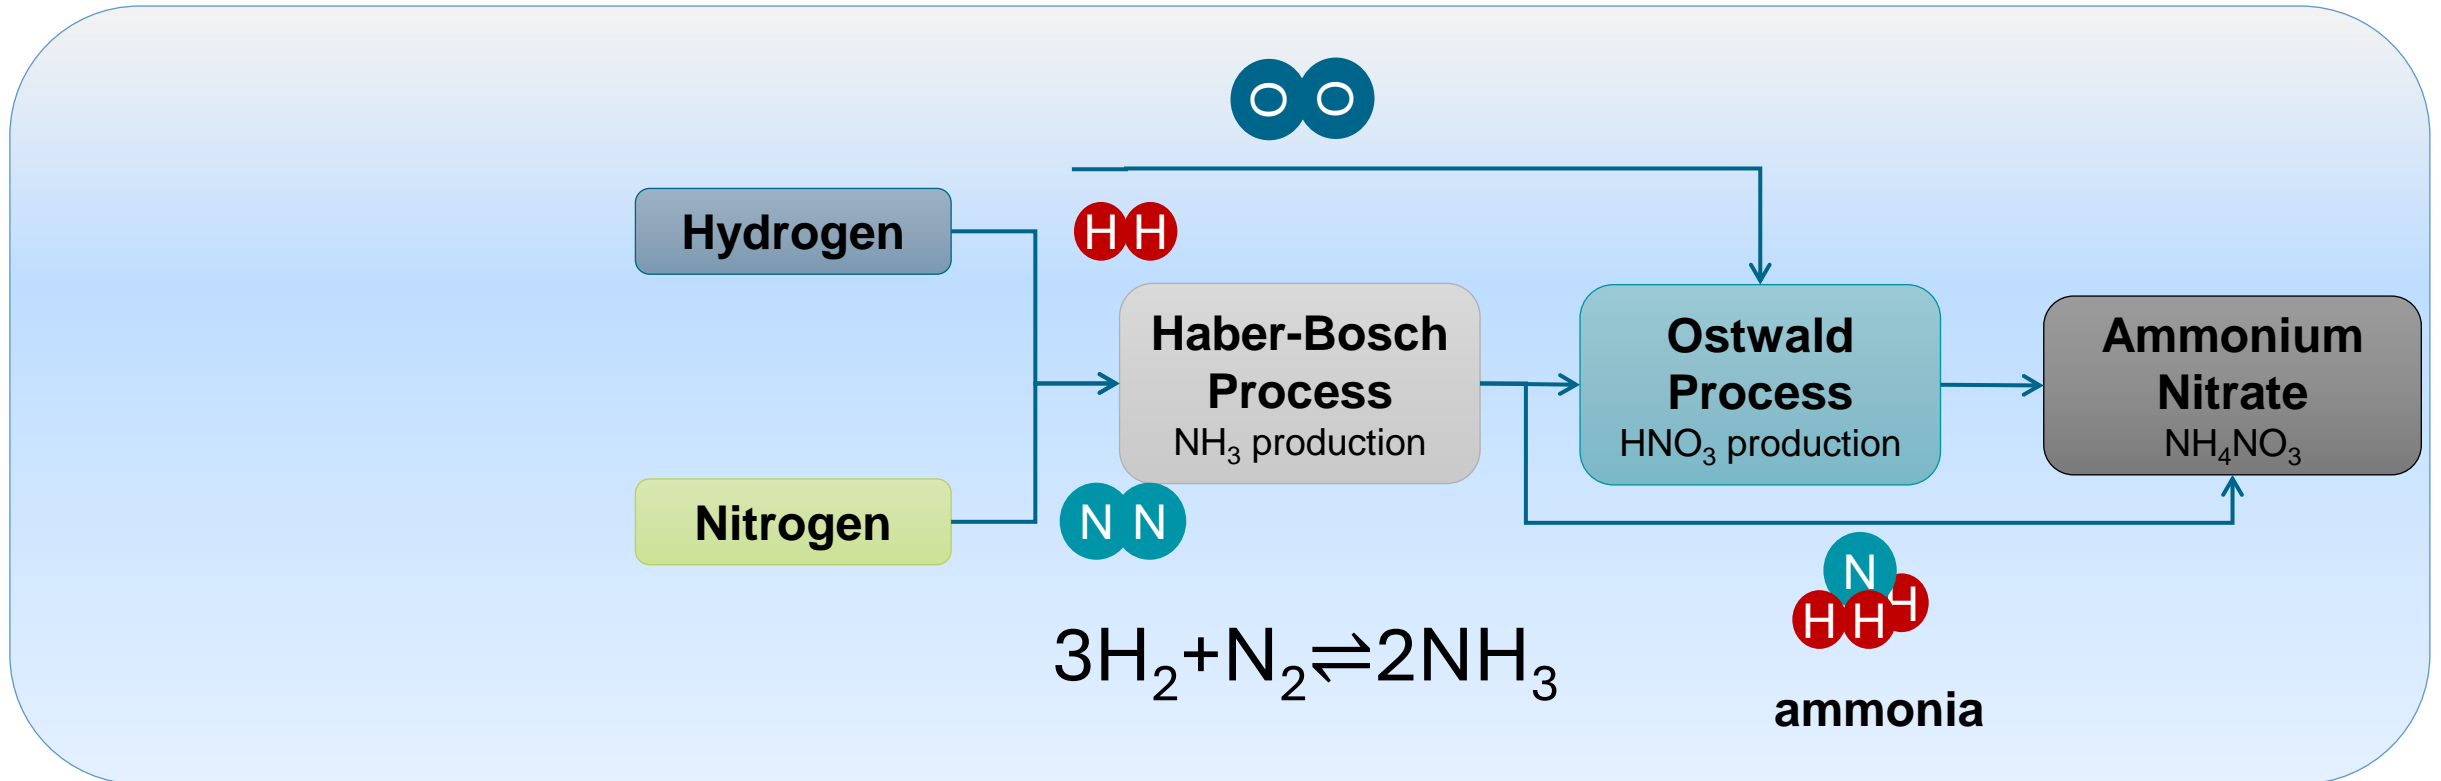 O O
Hydrogen
H H
Haber-Bosch
Process
NH₃ production
Ostwald
Process
HNO₃ production
Ammonium
Nitrate
NH₄NO₃
Nitrogen
N N
N
H H H
3H₂+N₂⇌2NH₃
ammonia